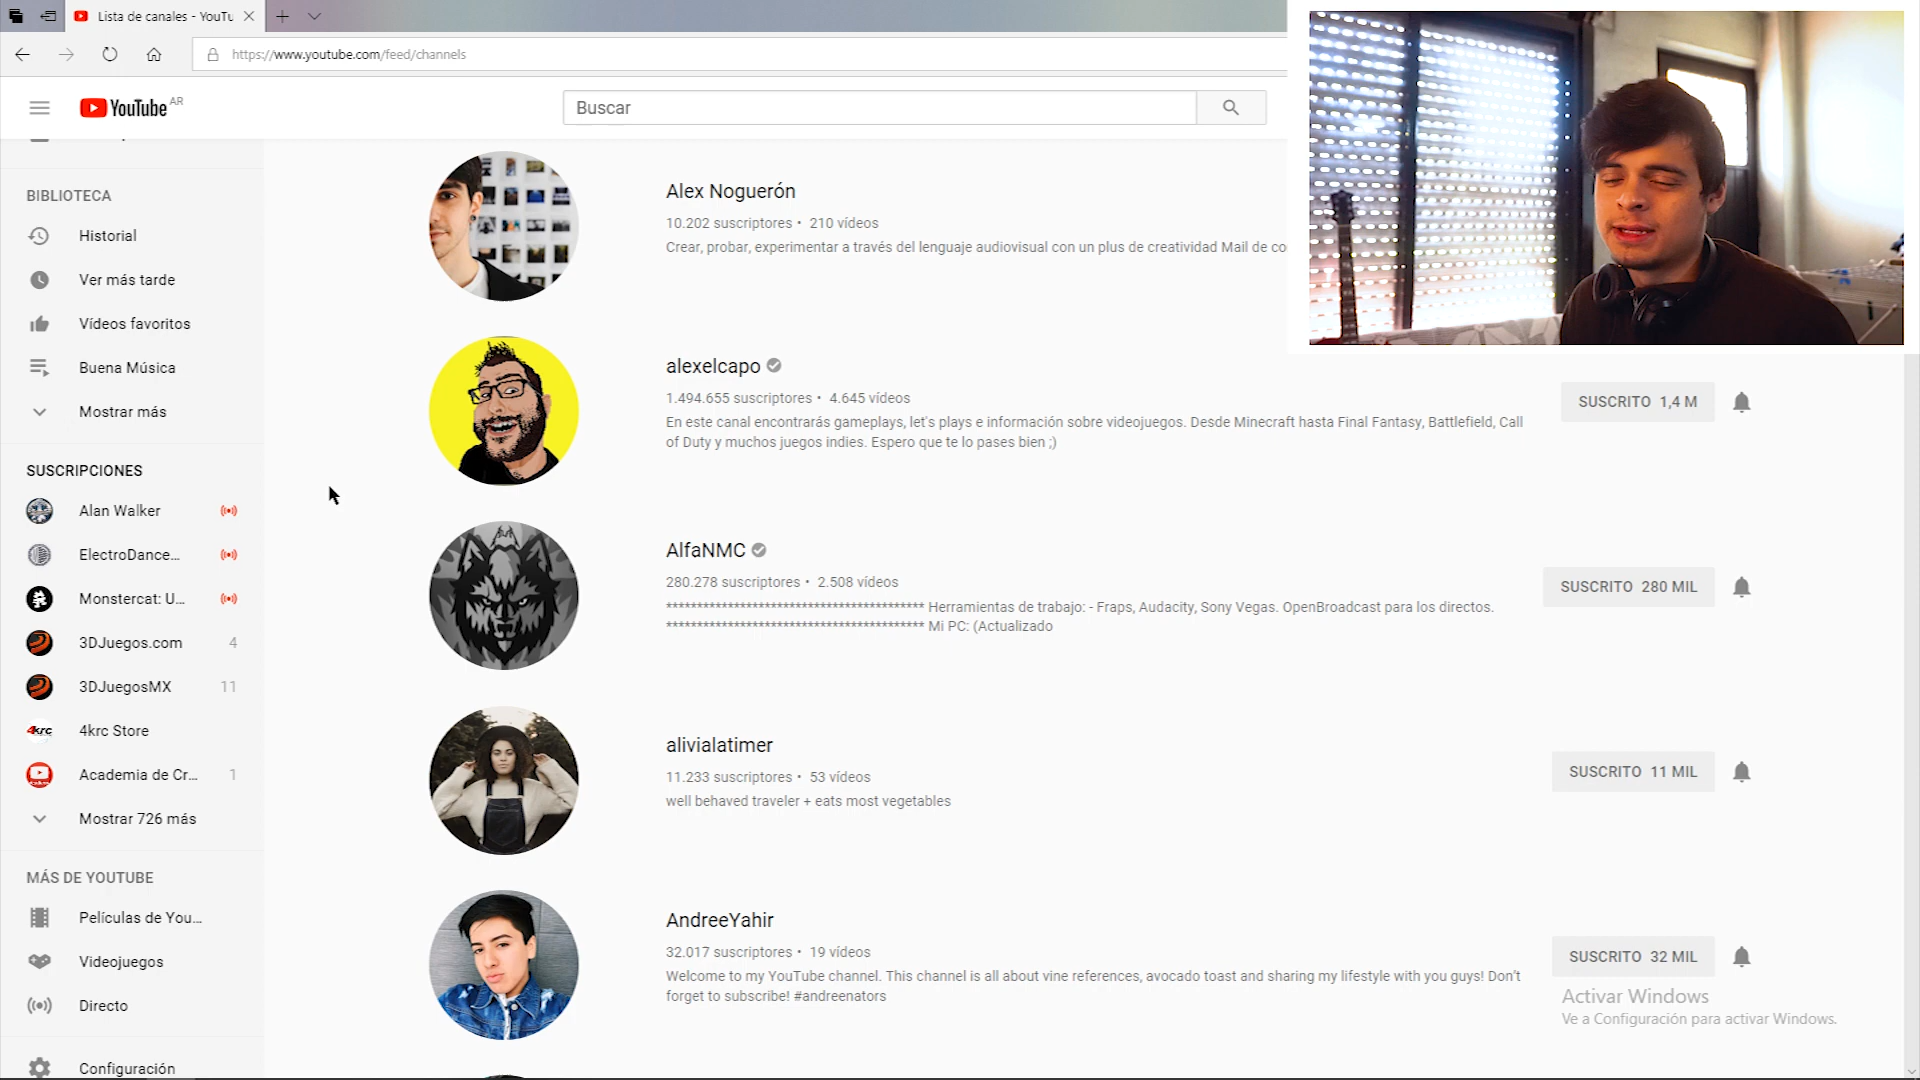 Lista de canales - YouTu
https://www.youtube.com/feed/channels
YouTube AR
Buscar
BIBLIOTECA
Historial
Ver más tarde
Vídeos favoritos
Buena Música
Mostrar más
SUSCRIPCIONES
Alan Walker
ElectroDance...
Monstercat: U...
3DJuegos.com 4
3DJuegosMX 11
4krc
4krc Store
Academia de Cr... 1
Mostrar 726 más
MÁS DE YOUTUBE
Películas de You...
Videojuegos
Directo
Configuración
Alex Noguerón
10.202 suscriptores • 210 vídeos
Crear, probar, experimentar a través del lenguaje audiovisual con un plus de creatividad Mail de co
alexelcapo
1.494.655 suscriptores • 4.645 vídeos
En este canal encontrarás gameplays, let's plays e información sobre videojuegos. Desde Minecraft hasta Final Fantasy, Battlefield, Call
of Duty y muchos juegos indies. Espero que te lo pases bien ;)
SUSCRITO 1,4 M
AlfaNMC
280.278 suscriptores • 2.508 vídeos
****************************************** Herramientas de trabajo: - Fraps, Audacity, Sony Vegas. OpenBroadcast para los directos.
****************************************** Mi PC: (Actualizado
SUSCRITO 280 MIL
alivialatimer
11.233 suscriptores • 53 vídeos
well behaved traveler + eats most vegetables
SUSCRITO 11 MIL
AndreeYahir
32.017 suscriptores • 19 vídeos
Welcome to my YouTube channel. This channel is all about vine references, avocado toast and sharing my lifestyle with you guys! Don't
forget to subscribe! #andreenators
SUSCRITO 32 MIL
Activar Windows
Ve a Configuración para activar Windows.